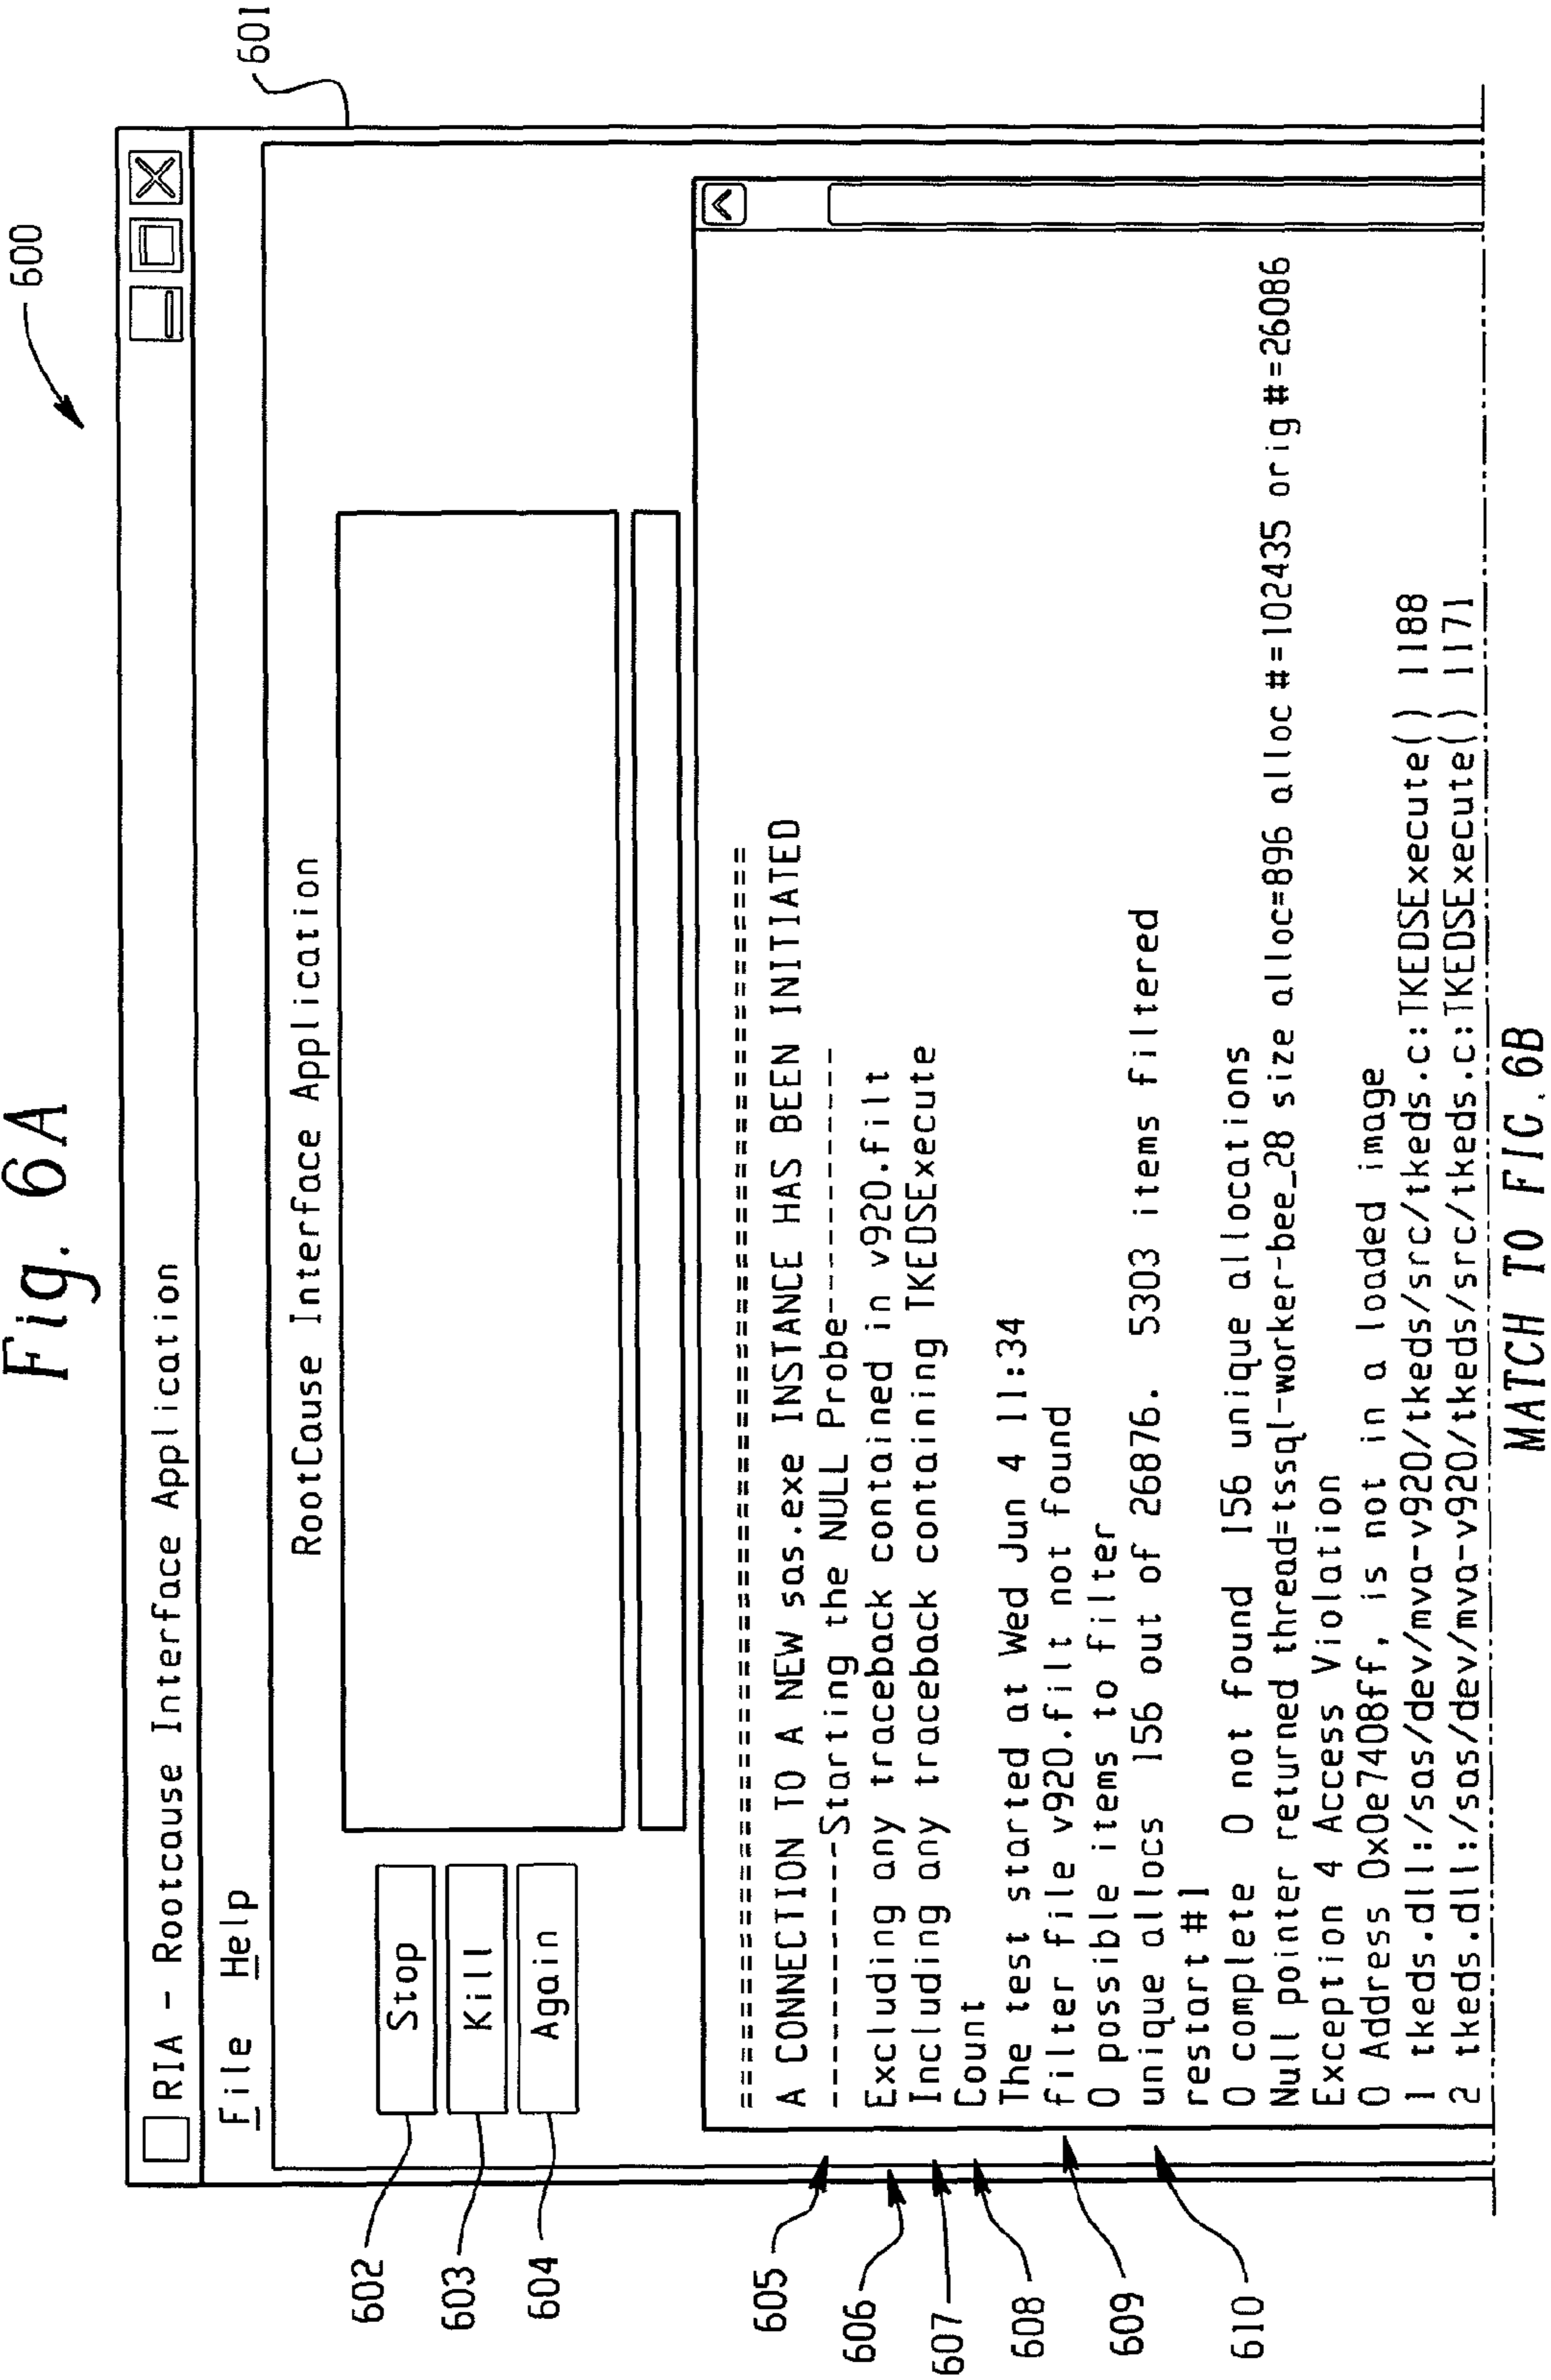 Fig. 6A
600
601
RIA - Rootcause Interface Application
File Help
RootCause Interface Application
602
Stop
603
Kill
604
Again
==========================================================
A CONNECTION TO A NEW sas.exe INSTANCE HAS BEEN INITIATED
605
-------------Starting the NULL Probe-------------
606
Excluding any traceback contained in v920.filt
607
Including any traceback containing TKEDSExecute
608
Count
The test started at Wed Jun 4 11:34
609
filter file v920.filt not found
0 possible items to filter
610
unique allocs 156 out of 26876. 5303 items filtered
restart #1
0 complete 0 not found 156 unique allocations
Null pointer returned thread=tssql-worker-bee_28 size alloc=896 alloc #=102435 orig #=26086
Exception 4 Access Violation
0 Address 0x0e7408ff, is not in a loaded image
1 tkeds.dll:/sas/dev/mva-v920/tkeds/src/tkeds.c:TKEDSExecute() 1188
2 tkeds.dll:/sas/dev/mva-v920/tkeds/src/tkeds.c:TKEDSExecute() 1171
MATCH TO FIG. 6B